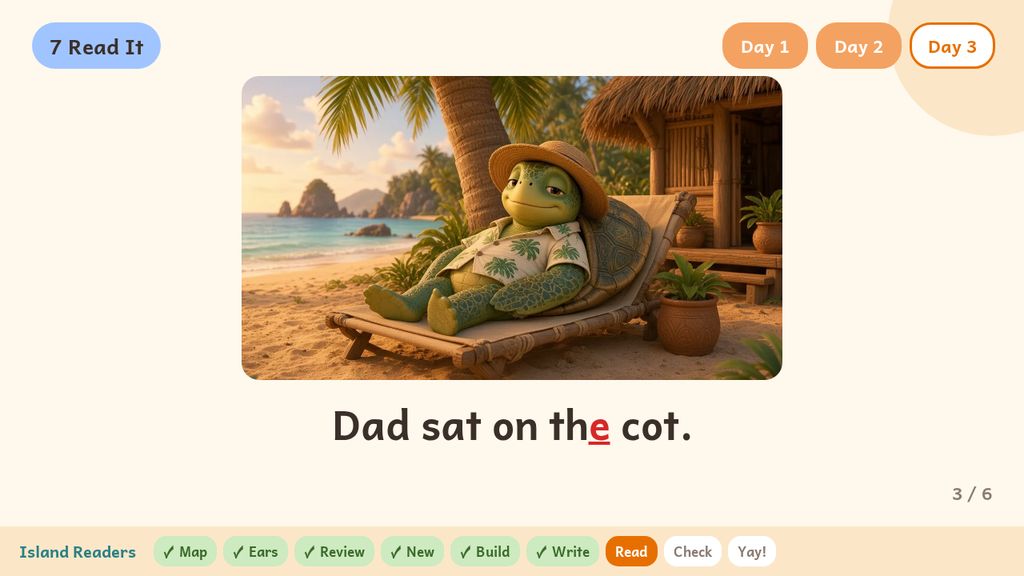 7 Read It
Day 1 Day 2 Day 3
Dad sat on the cot.
3 / 6
Island Readers ✓ Map ✓ Ears ✓ Review ✓ New ✓ Build ✓ Write Read Check Yay!